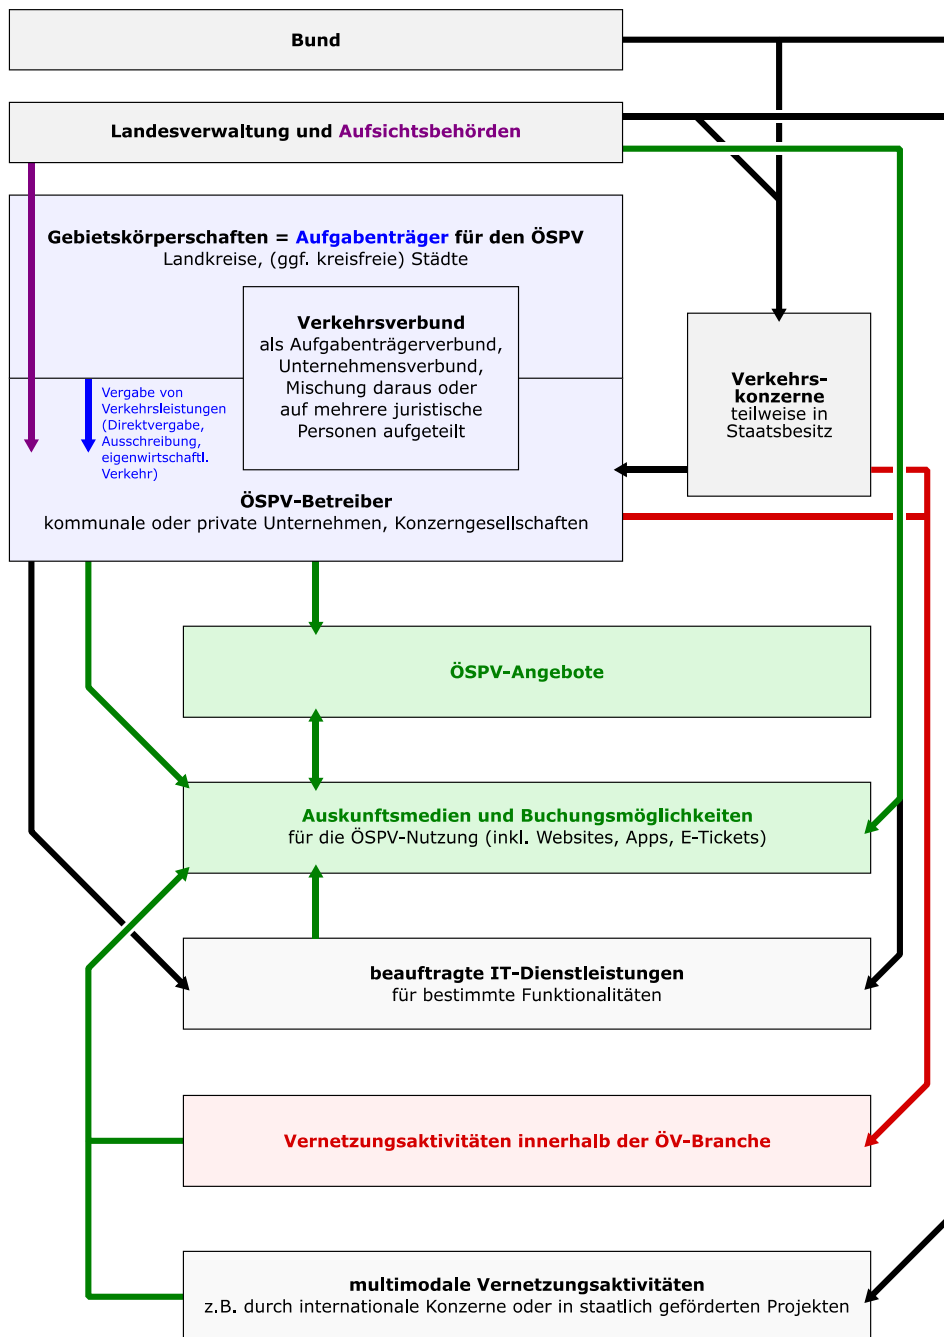 Bund
Landesverwaltung und Aufsichtsbehörden
Gebietskörperschaften = Aufgabenträger für den ÖSPV
Landkreise, (ggf. kreisfreie) Städte
Verkehrsverbund
als Aufgabenträgerverbund,
Unternehmensverbund,
Mischung daraus oder
auf mehrere juristische
Personen aufgeteilt
Verkehrs-
konzerne
teilweise in
Staatsbesitz
Vergabe von
Verkehrsleistungen
(Direktvergabe,
Ausschreibung,
eigenwirtschaftl.
Verkehr)
ÖSPV-Betreiber
kommunale oder private Unternehmen, Konzerngesellschaften
ÖSPV-Angebote
Auskunftsmedien und Buchungsmöglichkeiten
für die ÖSPV-Nutzung (inkl. Websites, Apps, E-Tickets)
beauftragte IT-Dienstleistungen
für bestimmte Funktionalitäten
Vernetzungsaktivitäten innerhalb der ÖV-Branche
multimodale Vernetzungsaktivitäten
z.B. durch internationale Konzerne oder in staatlich geförderten Projekten